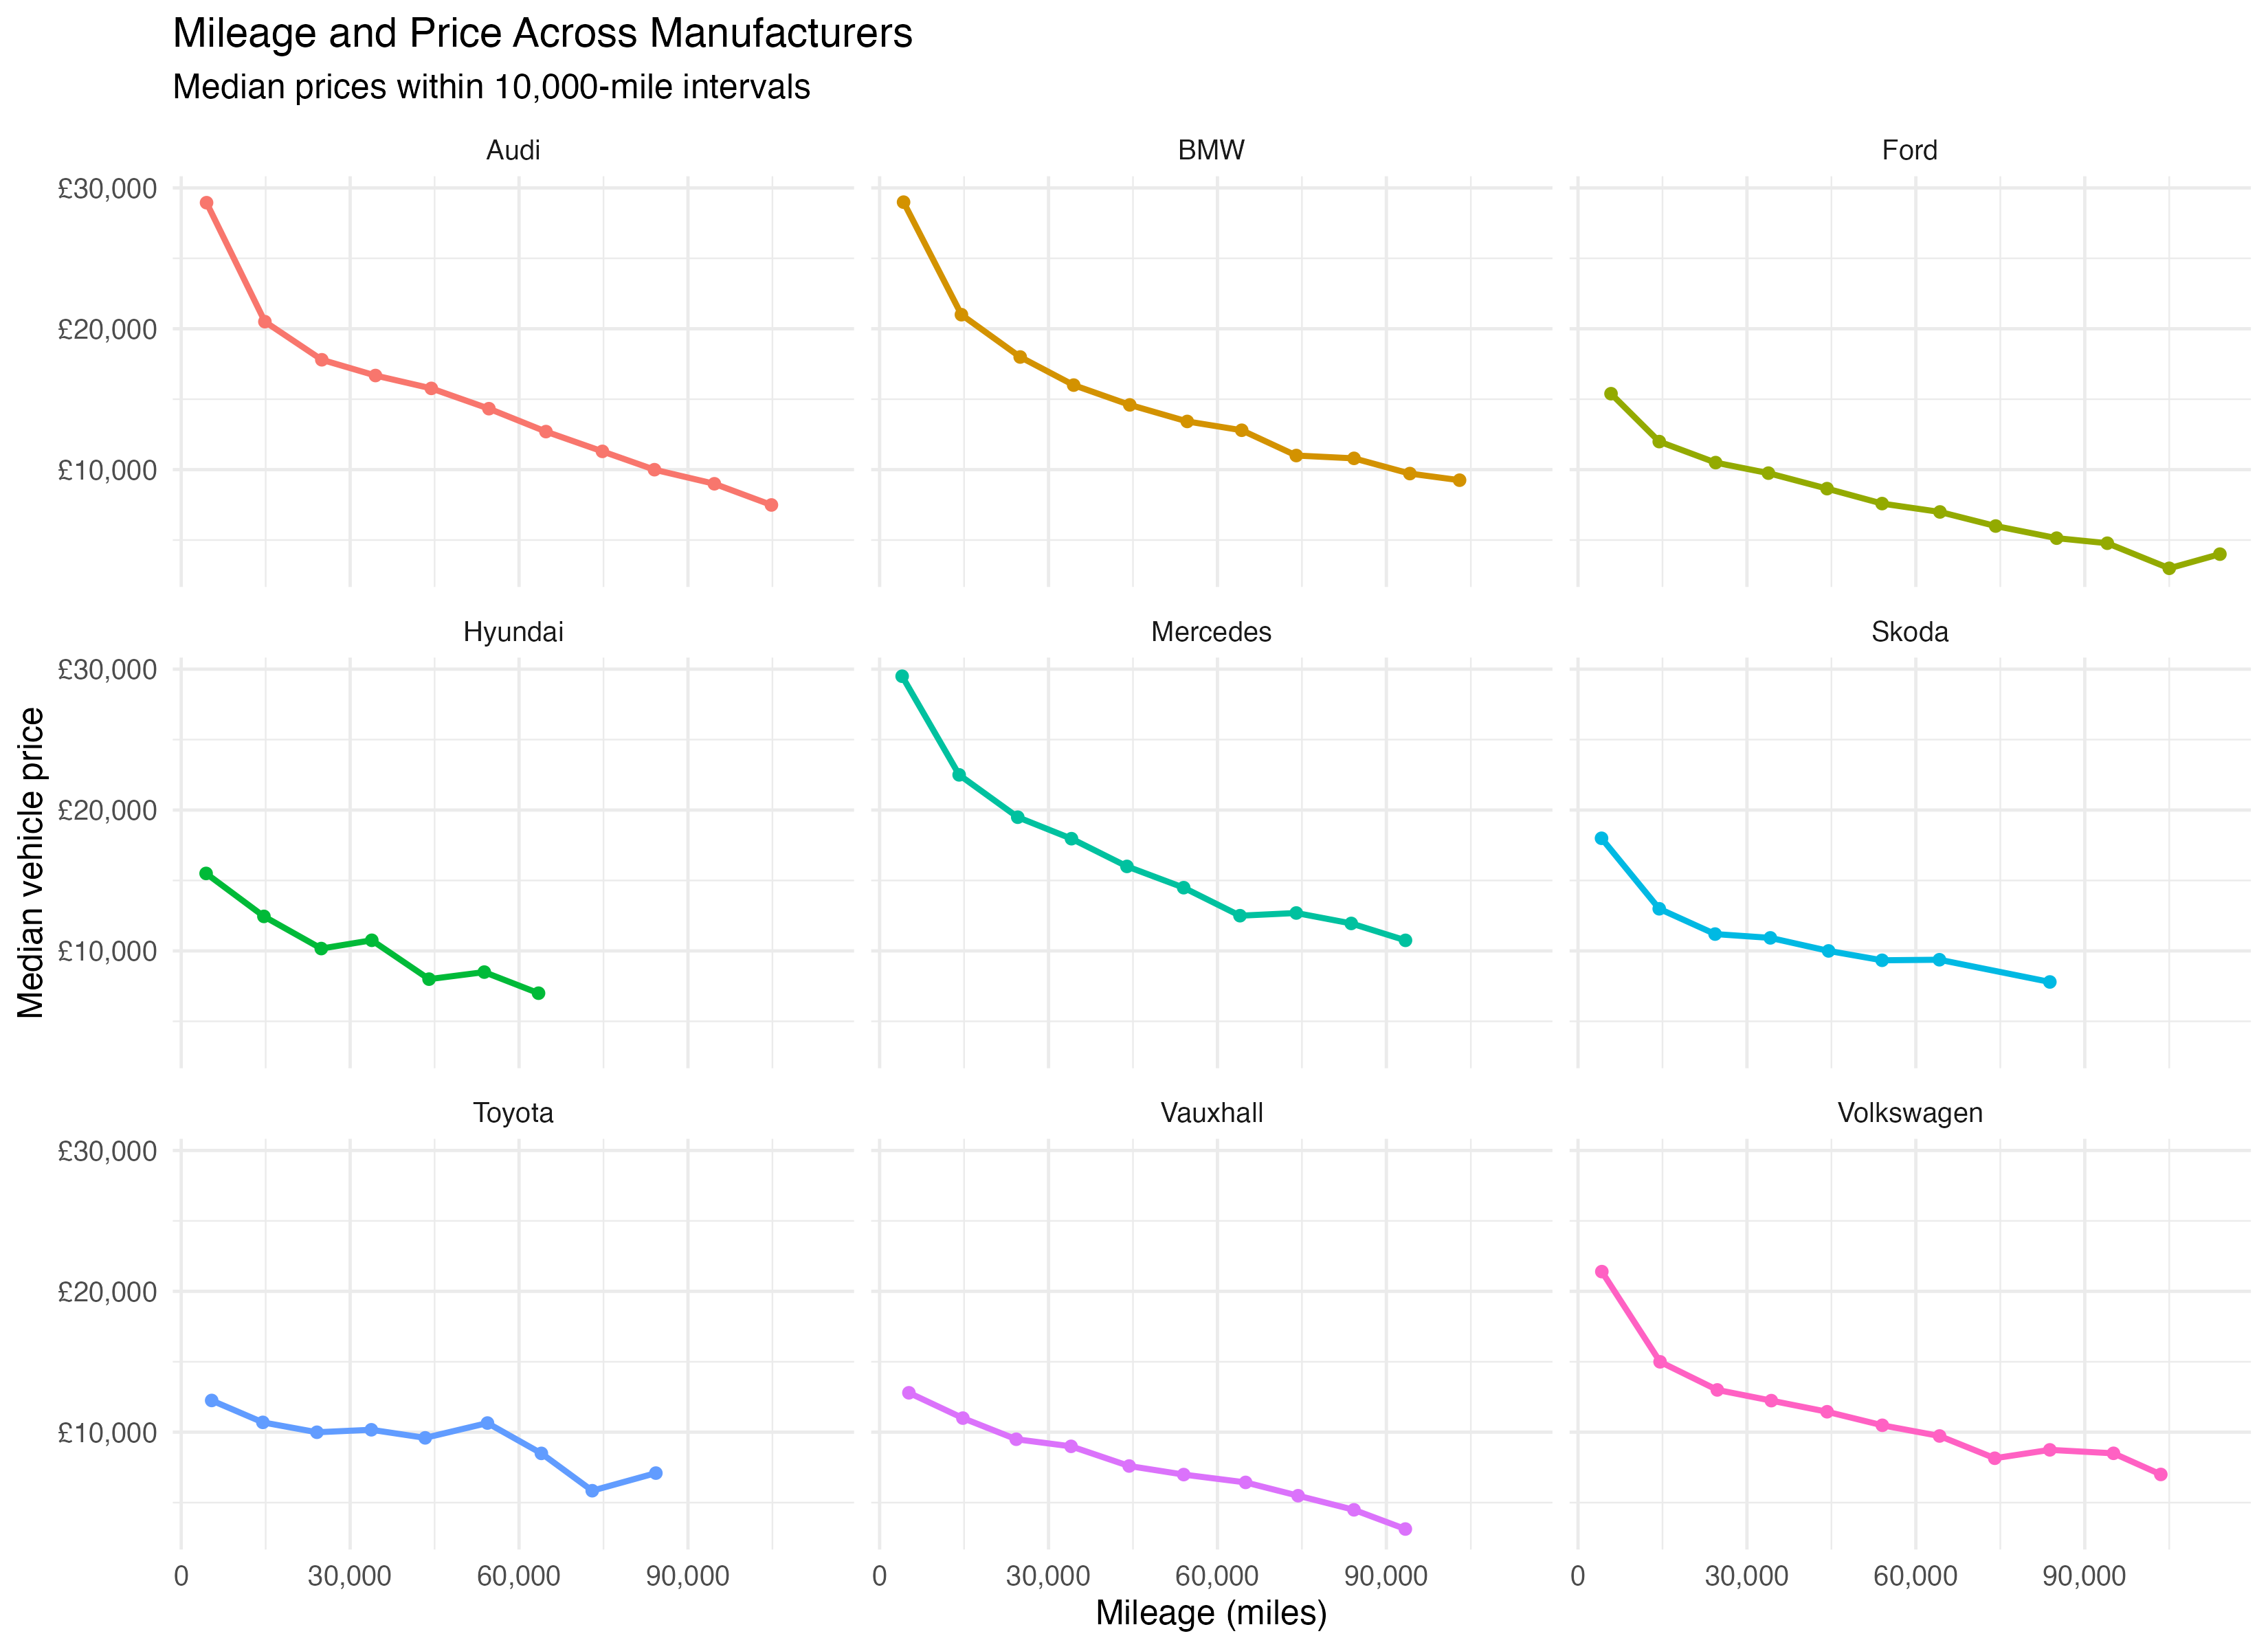 Mileage and Price Across Manufacturers
Median prices within 10,000-mile intervals
Audi
BMW
Ford
£30,000
£20,000
£10,000
Hyundai
Mercedes
Skoda
£30,000
£20,000
£10,000
Median vehicle price
Toyota
Vauxhall
Volkswagen
£30,000
£20,000
£10,000
0 30,000 60,000 90,000
0 30,000 60,000 90,000
0 30,000 60,000 90,000
Mileage (miles)